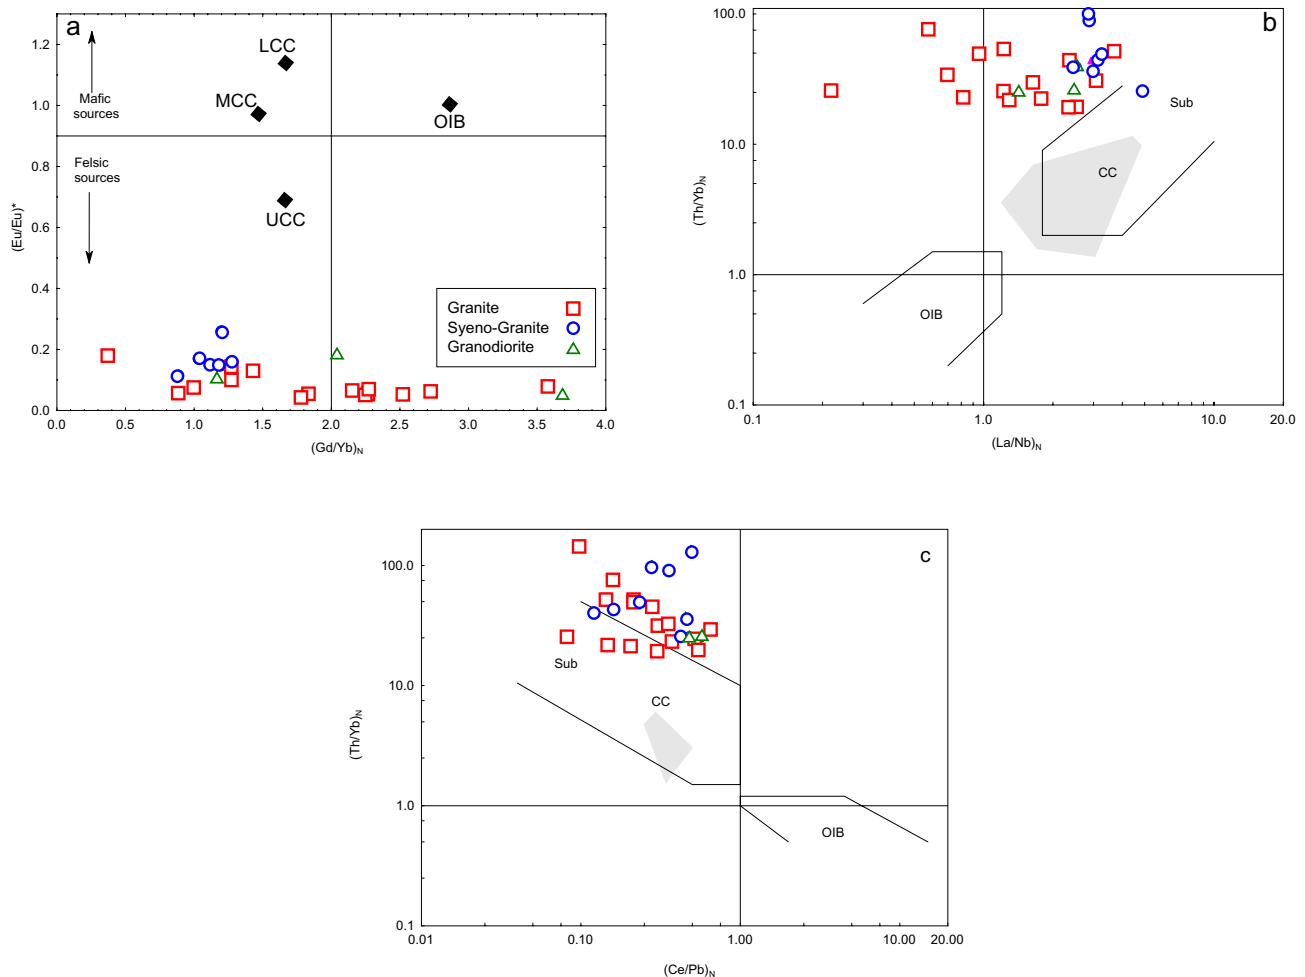 a
1.2
1.0
0.8
0.6
0.4
0.2
0.0
(Eu/Eu)*
Mafic
sources
Felsic
sources
LCC
MCC
OIB
UCC
Granite
Syeno-Granite
Granodiorite
0.0
0.5
1.0
1.5
2.0
2.5
3.0
3.5
4.0
(Gd/Yb)N
b
100.0
10.0
1.0
0.1
(Th/Yb)N
Sub
CC
OIB
0.1
1.0
10.0
20.0
(La/Nb)N
c
100.0
10.0
1.0
0.1
(Th/Yb)N
Sub
CC
OIB
0.01
0.10
1.00
10.00
20.00
(Ce/Pb)N